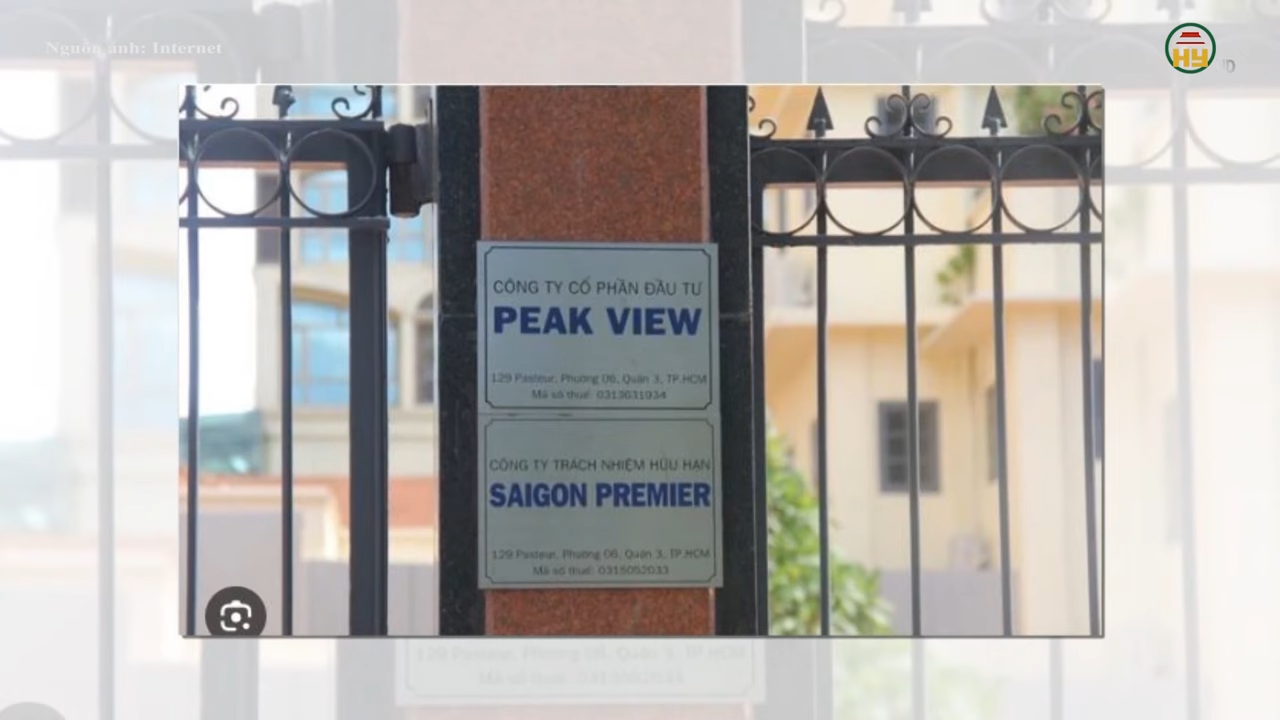 Nguồn ảnh: Internet
HY
HD
CÔNG TY CỔ PHẦN ĐẦU TƯ
PEAK VIEW
129 Pasteur, Phường 06, Quận 3, TP.HCM
Mã số thuế: 0313631934
CÔNG TY TRÁCH NHIỆM HỮU HẠN
SAIGON PREMIER
129 Pasteur, Phường 06, Quận 3, TP.HCM
Mã số thuế: 0315052033